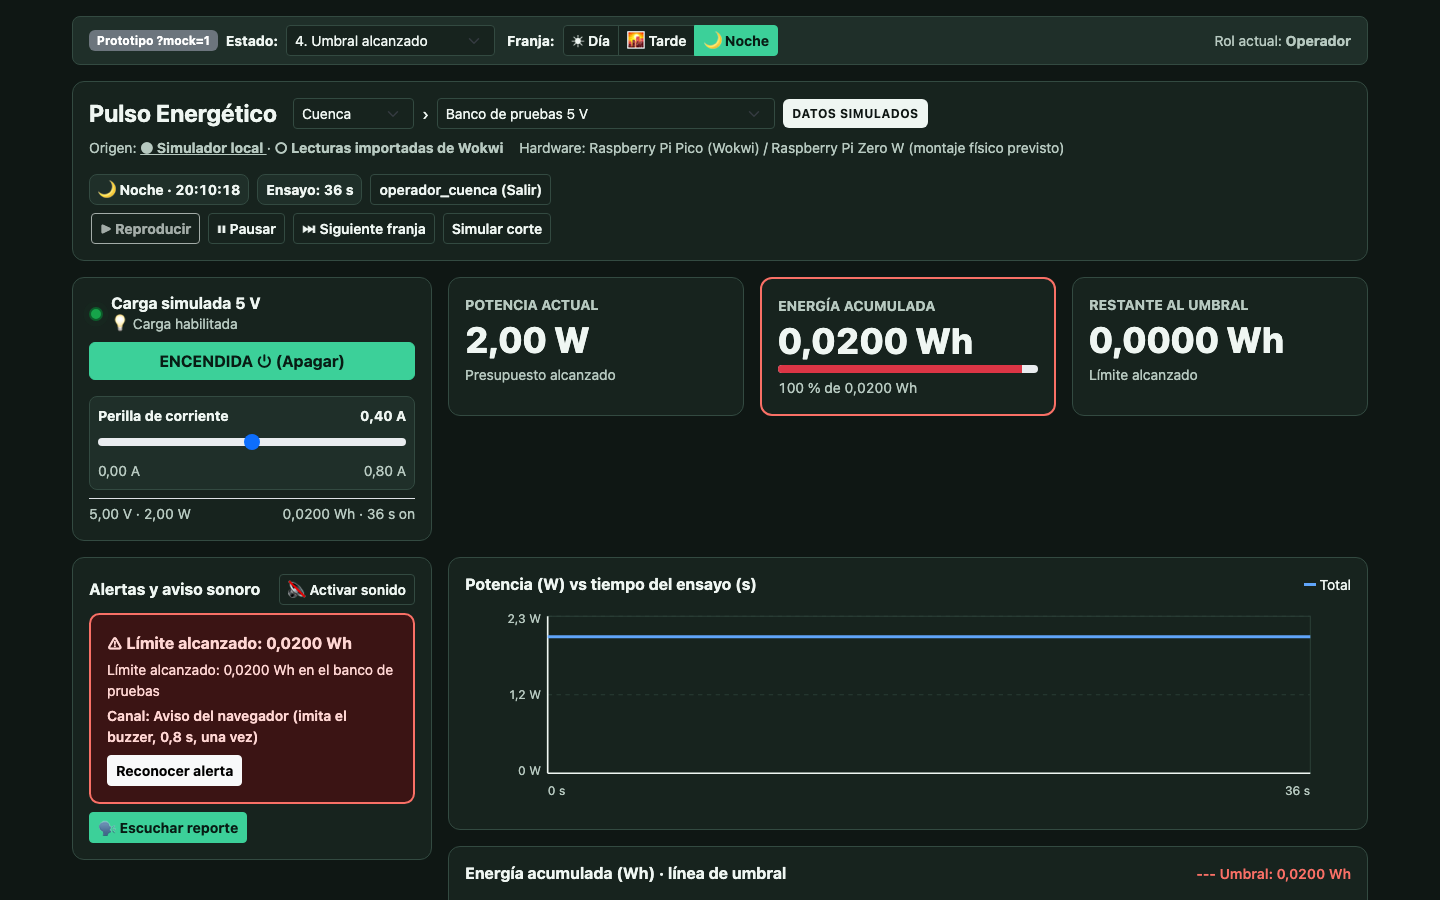 Prototipo ?mock=1 Estado: 4. Umbral alcanzado Franja: Día Tarde Noche Rol actual: Operador
Pulso Energético Cuenca › Banco de pruebas 5 V DATOS SIMULADOS
Origen: Simulador local · Lecturas importadas de Wokwi Hardware: Raspberry Pi Pico (Wokwi) / Raspberry Pi Zero W (montaje físico previsto)
Noche · 20:10:18 Ensayo: 36 s operador_cuenca (Salir)
Reproducir Pausar Siguiente franja Simular corte
Carga simulada 5 V
Carga habilitada
ENCENDIDA (Apagar)
Perilla de corriente 0,40 A
0,00 A 0,80 A
5,00 V · 2,00 W 0,0200 Wh · 36 s on
POTENCIA ACTUAL
2,00 W
Presupuesto alcanzado
ENERGÍA ACUMULADA
0,0200 Wh
100 % de 0,0200 Wh
RESTANTE AL UMBRAL
0,0000 Wh
Límite alcanzado
Alertas y aviso sonoro Activar sonido
⚠ Límite alcanzado: 0,0200 Wh
Límite alcanzado: 0,0200 Wh en el banco de
pruebas
Canal: Aviso del navegador (imita el
buzzer, 0,8 s, una vez)
Reconocer alerta
Escuchar reporte
Potencia (W) vs tiempo del ensayo (s) Total
2,3 W
1,2 W
0 W
0 s 36 s
Energía acumulada (Wh) · línea de umbral --- Umbral: 0,0200 Wh